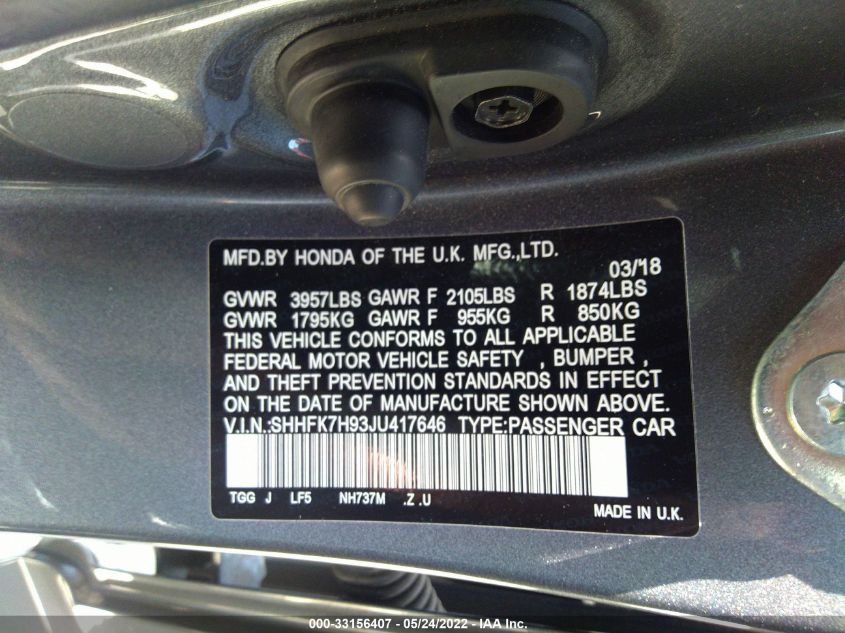 MFD.BY HONDA OF THE U.K. MFG.,LTD.
03/'18
GVWR 3957LBS GAWR F 2105LBS R 1874LBS
GVWR 1795KG GAWR F 955KG R 850KG
THIS VEHICLE CONFORMS TO ALL APPLICABLE
FEDERAL MOTOR VEHICLE SAFETY , BUMPER ,
AND THEFT PREVENTION STANDARDS IN EFFECT
ON THE DATE OF MANUFACTURE SHOWN ABOVE.
V.I.N.:SHHFK7H93JU417646 TYPE:PASSENGER CAR
TGG J LF5 NH737M .Z .U
MADE IN U.K.
000-33156407 - 05/24/2022 - IAA Inc.